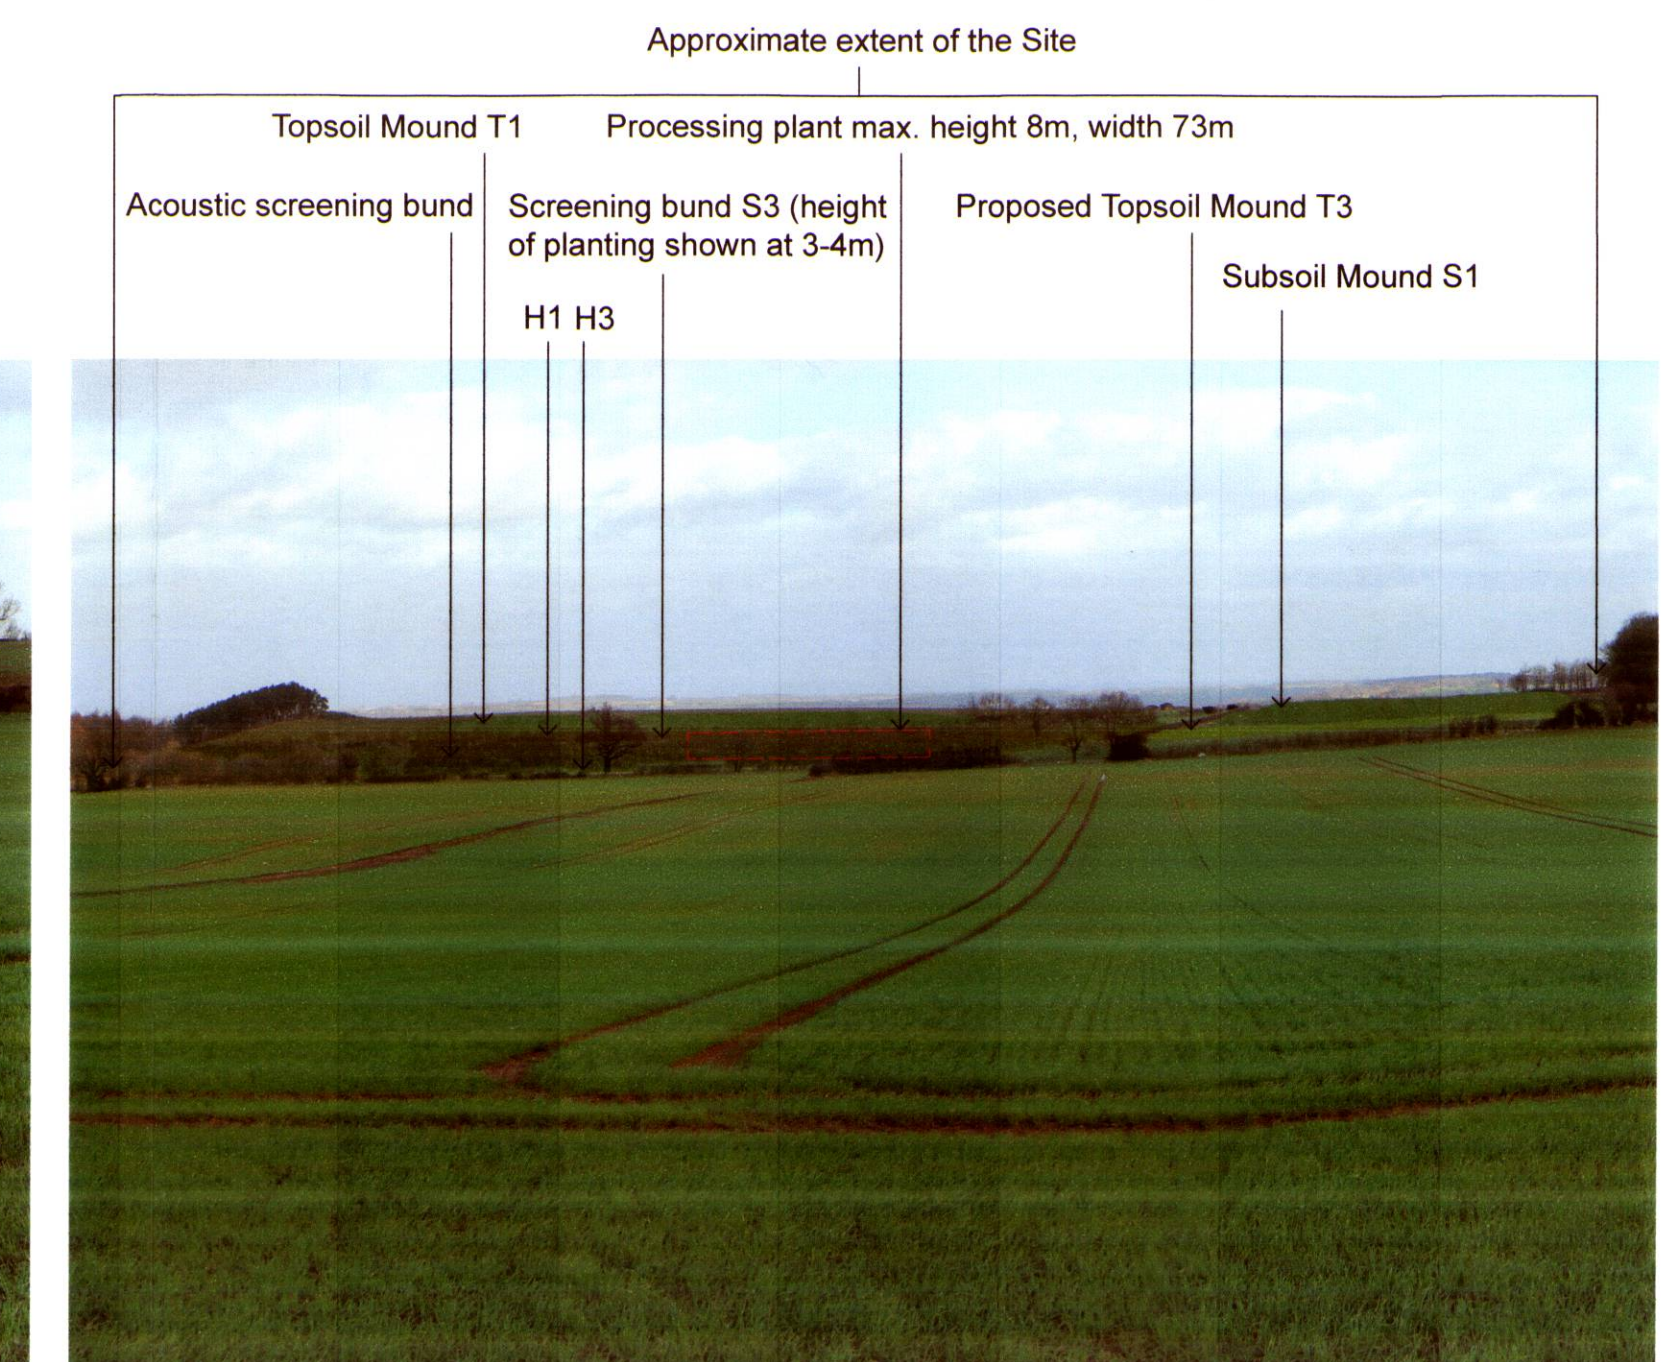 Approximate extent of the Site
Topsoil Mound T1
Processing plant max. height 8m, width 73m
Acoustic screening bund
Screening bund S3 (height
of planting shown at 3-4m)
Proposed Topsoil Mound T3
Subsoil Mound S1
H1 H3